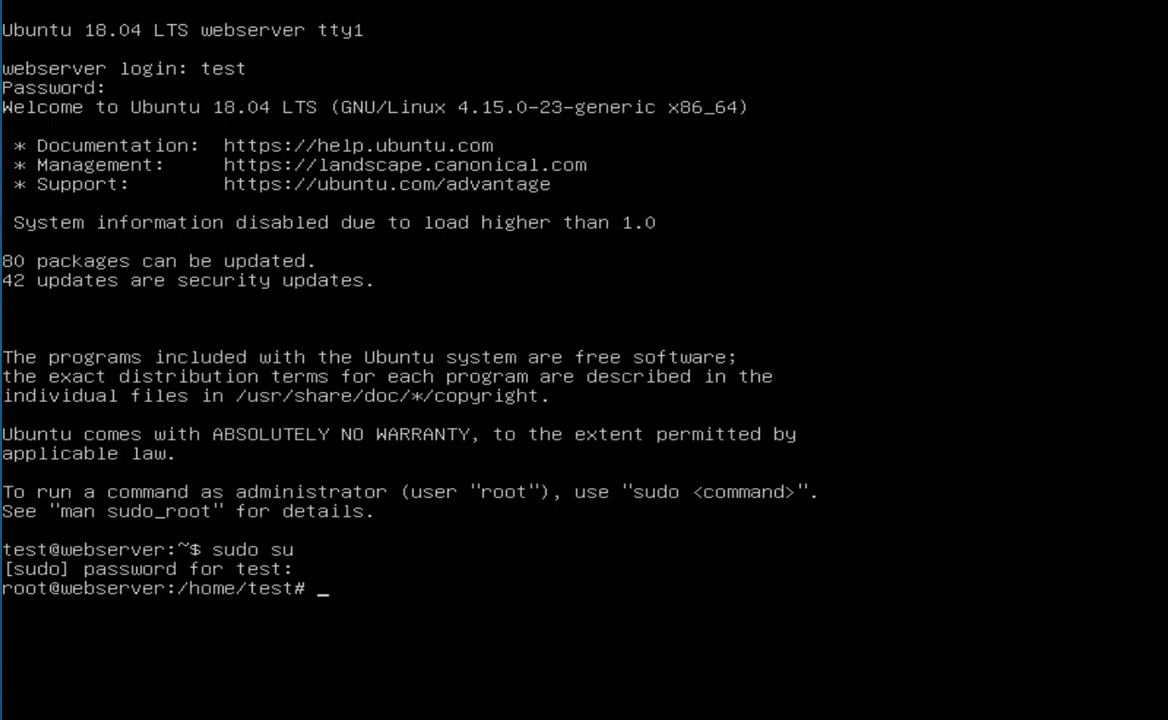 Ubuntu 18.04 LTS webserver tty1
webserver login: test
Password:
Welcome to Ubuntu 18.04 LTS (GNU/Linux 4.15.0-23-generic x86_64)
* Documentation:  https://help.ubuntu.com
* Management:     https://landscape.canonical.com
* Support:        https://ubuntu.com/advantage
System information disabled due to load higher than 1.0
80 packages can be updated.
42 updates are security updates.
The programs included with the Ubuntu system are free software;
the exact distribution terms for each program are described in the
individual files in /usr/share/doc/*/copyright.
Ubuntu comes with ABSOLUTELY NO WARRANTY, to the extent permitted by
applicable law.
To run a command as administrator (user "root"), use "sudo <command>".
See "man sudo_root" for details.
test@webserver:~$ sudo su
[sudo] password for test:
root@webserver:/home/test# _